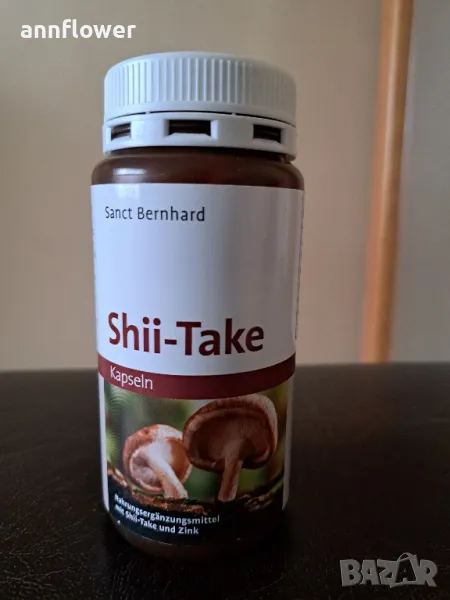 annflower
Sanct Bernhard
Shii-Take
Kapseln
Nahrungsergänzungsmittel
mit Shii-Take und Zink
BAZAR